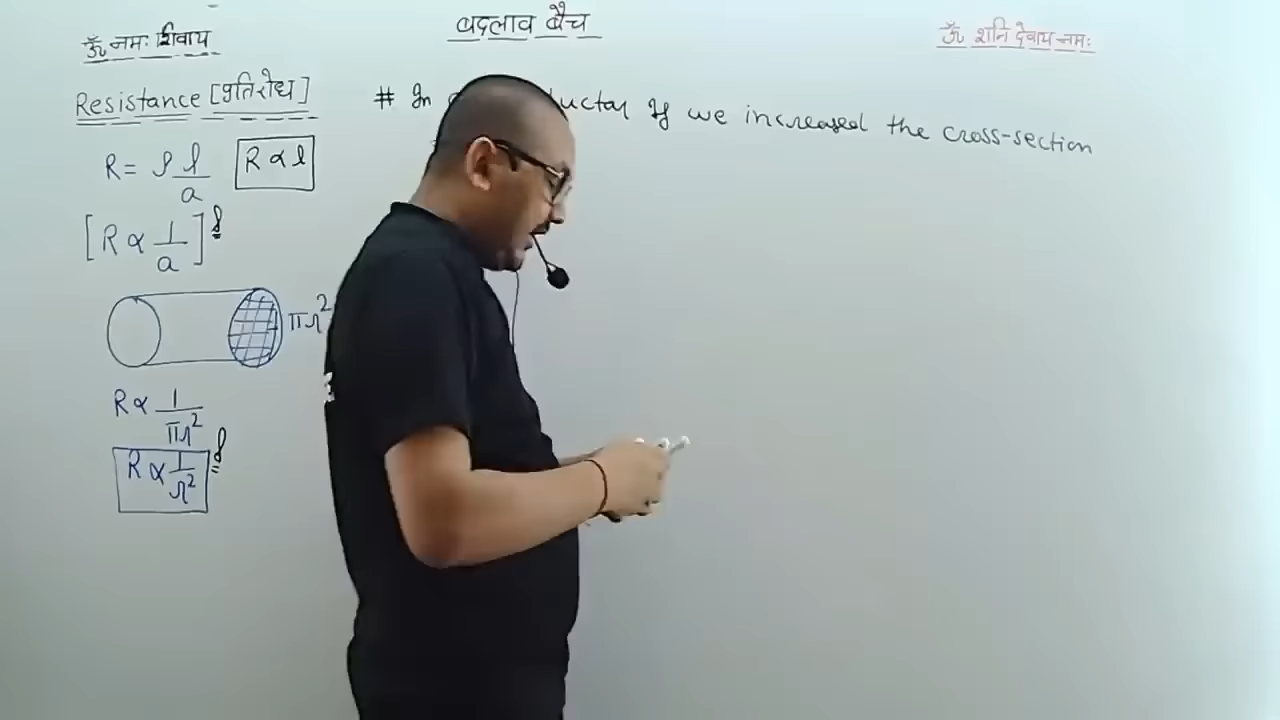 ॐ नमः शिवाय
बदलाव बैच
ॐ शनि देवाय नमः
Resistance [प्रतिरोध]
R = ρ l/a
R ∝ l
[R ∝ 1/a]
πr²
R ∝ 1/πr²
R ∝ 1/r²
# In uctor If we increased the cross-section